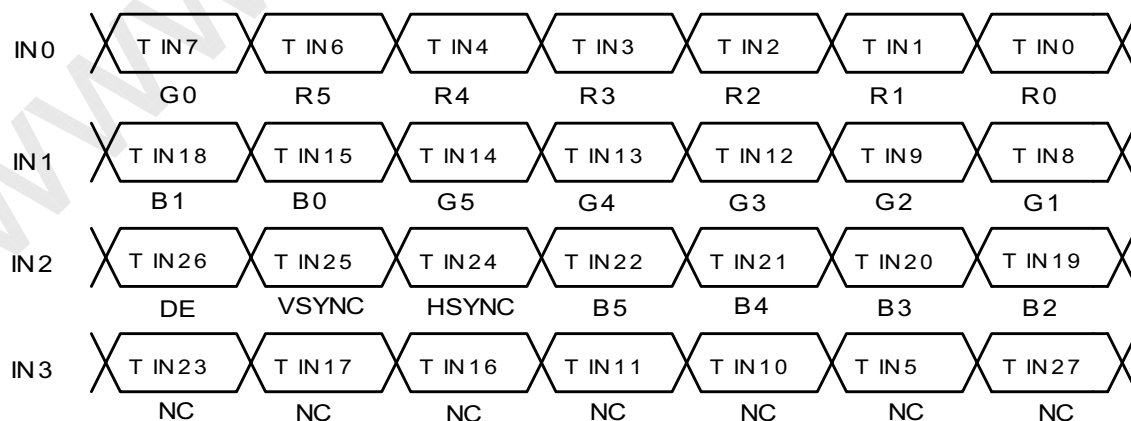 IN0 T IN7 T IN6 T IN4 T IN3 T IN2 T IN1 T IN0
G0 R5 R4 R3 R2 R1 R0
IN1 T IN18 T IN15 T IN14 T IN13 T IN12 T IN9 T IN8
B1 B0 G5 G4 G3 G2 G1
IN2 T IN26 T IN25 T IN24 T IN22 T IN21 T IN20 T IN19
DE VSYNC HSYNC B5 B4 B3 B2
IN3 T IN23 T IN17 T IN16 T IN11 T IN10 T IN5 T IN27
NC NC NC NC NC NC NC